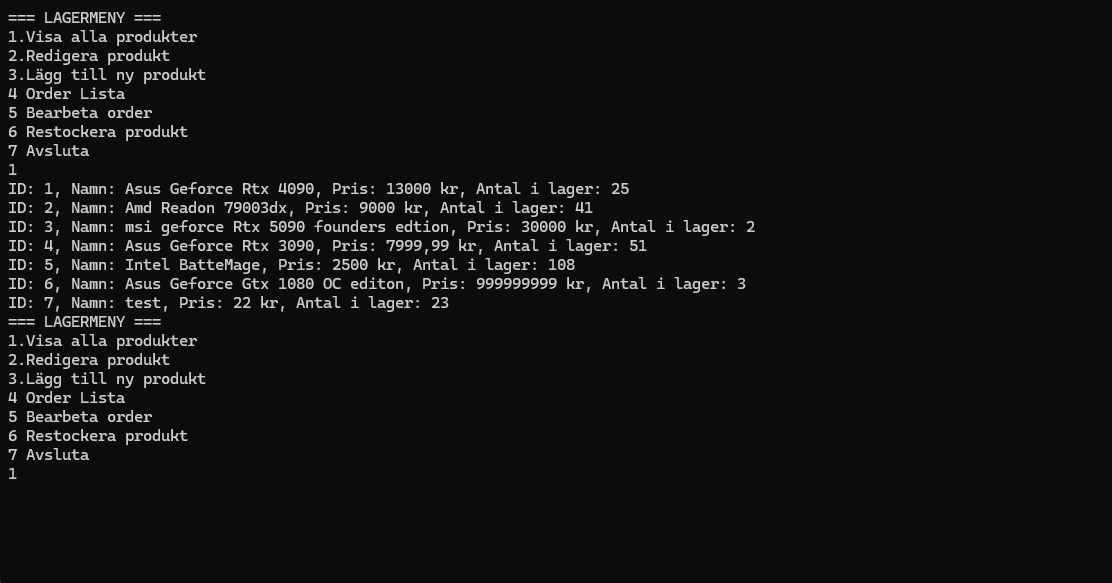 === LAGERMENY ===
1.Visa alla produkter
2.Redigera produkt
3.Lägg till ny produkt
4 Order Lista
5 Bearbeta order
6 Restockera produkt
7 Avsluta
1
ID: 1, Namn: Asus Geforce Rtx 4090, Pris: 13000 kr, Antal i lager: 25
ID: 2, Namn: Amd Readon 79003dx, Pris: 9000 kr, Antal i lager: 41
ID: 3, Namn: msi geforce Rtx 5090 founders edtion, Pris: 30000 kr, Antal i lager: 2
ID: 4, Namn: Asus Geforce Rtx 3090, Pris: 7999,99 kr, Antal i lager: 51
ID: 5, Namn: Intel BatteMage, Pris: 2500 kr, Antal i lager: 108
ID: 6, Namn: Asus Geforce Gtx 1080 OC editon, Pris: 999999999 kr, Antal i lager: 3
ID: 7, Namn: test, Pris: 22 kr, Antal i lager: 23
=== LAGERMENY ===
1.Visa alla produkter
2.Redigera produkt
3.Lägg till ny produkt
4 Order Lista
5 Bearbeta order
6 Restockera produkt
7 Avsluta
1